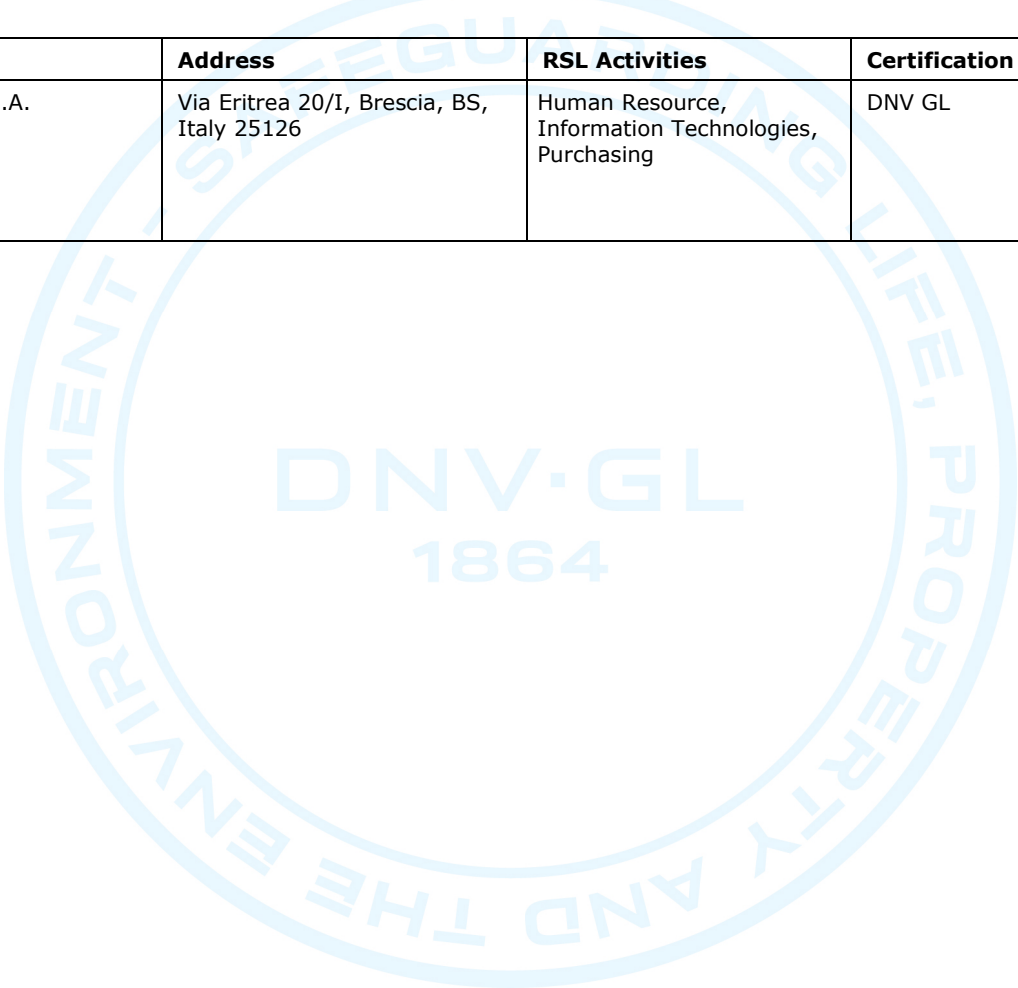 Address RSL Activities Certification
.A. Via Eritrea 20/I, Brescia, BS, Human Resource, DNV GL
Italy 25126 Information Technologies,
Purchasing
SAFEGUARDING LIFE, PROPERTY AND THE ENVIRONMENT -
DNV·GL
1864